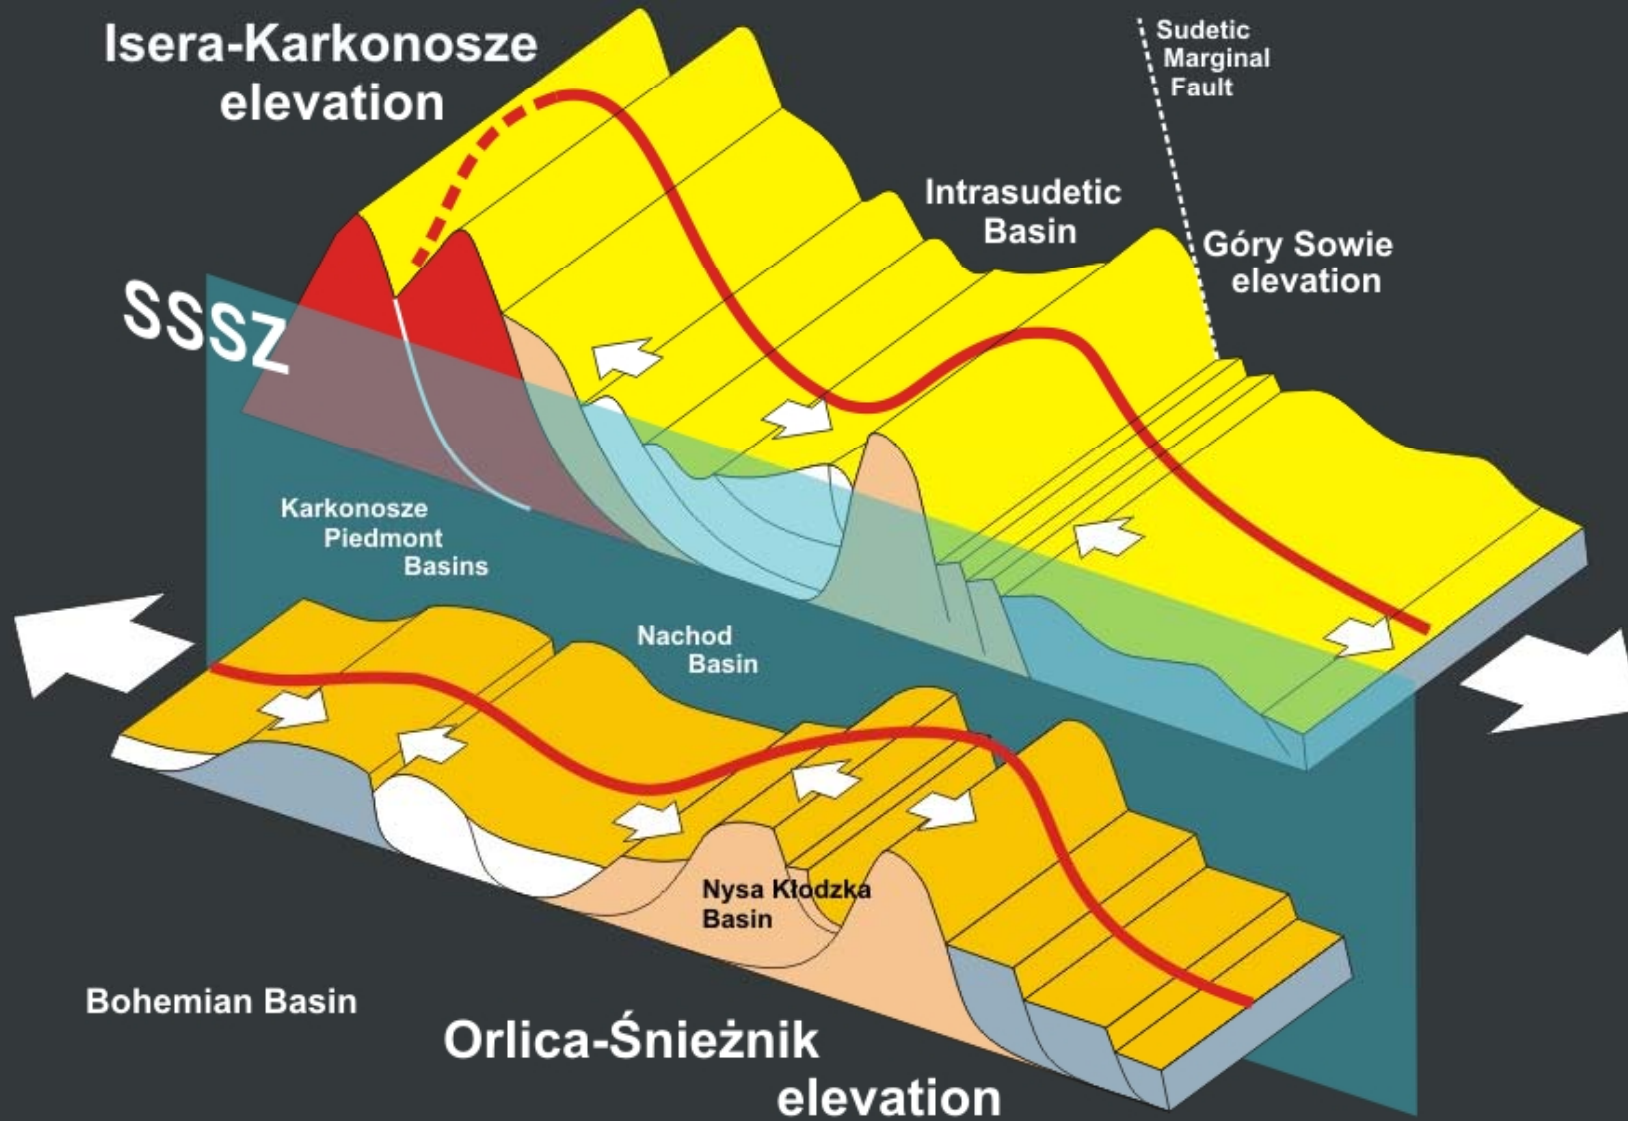 Isera-Karkonosze
elevation
Sudetic
Marginal
Fault
Intrasudetic
Basin
Góry Sowie
elevation
SSSZ
Karkonosze
Piedmont
Basins
Nachod
Basin
Nysa Kłodzka
Basin
Bohemian Basin
Orlica-Śnieżnik
elevation